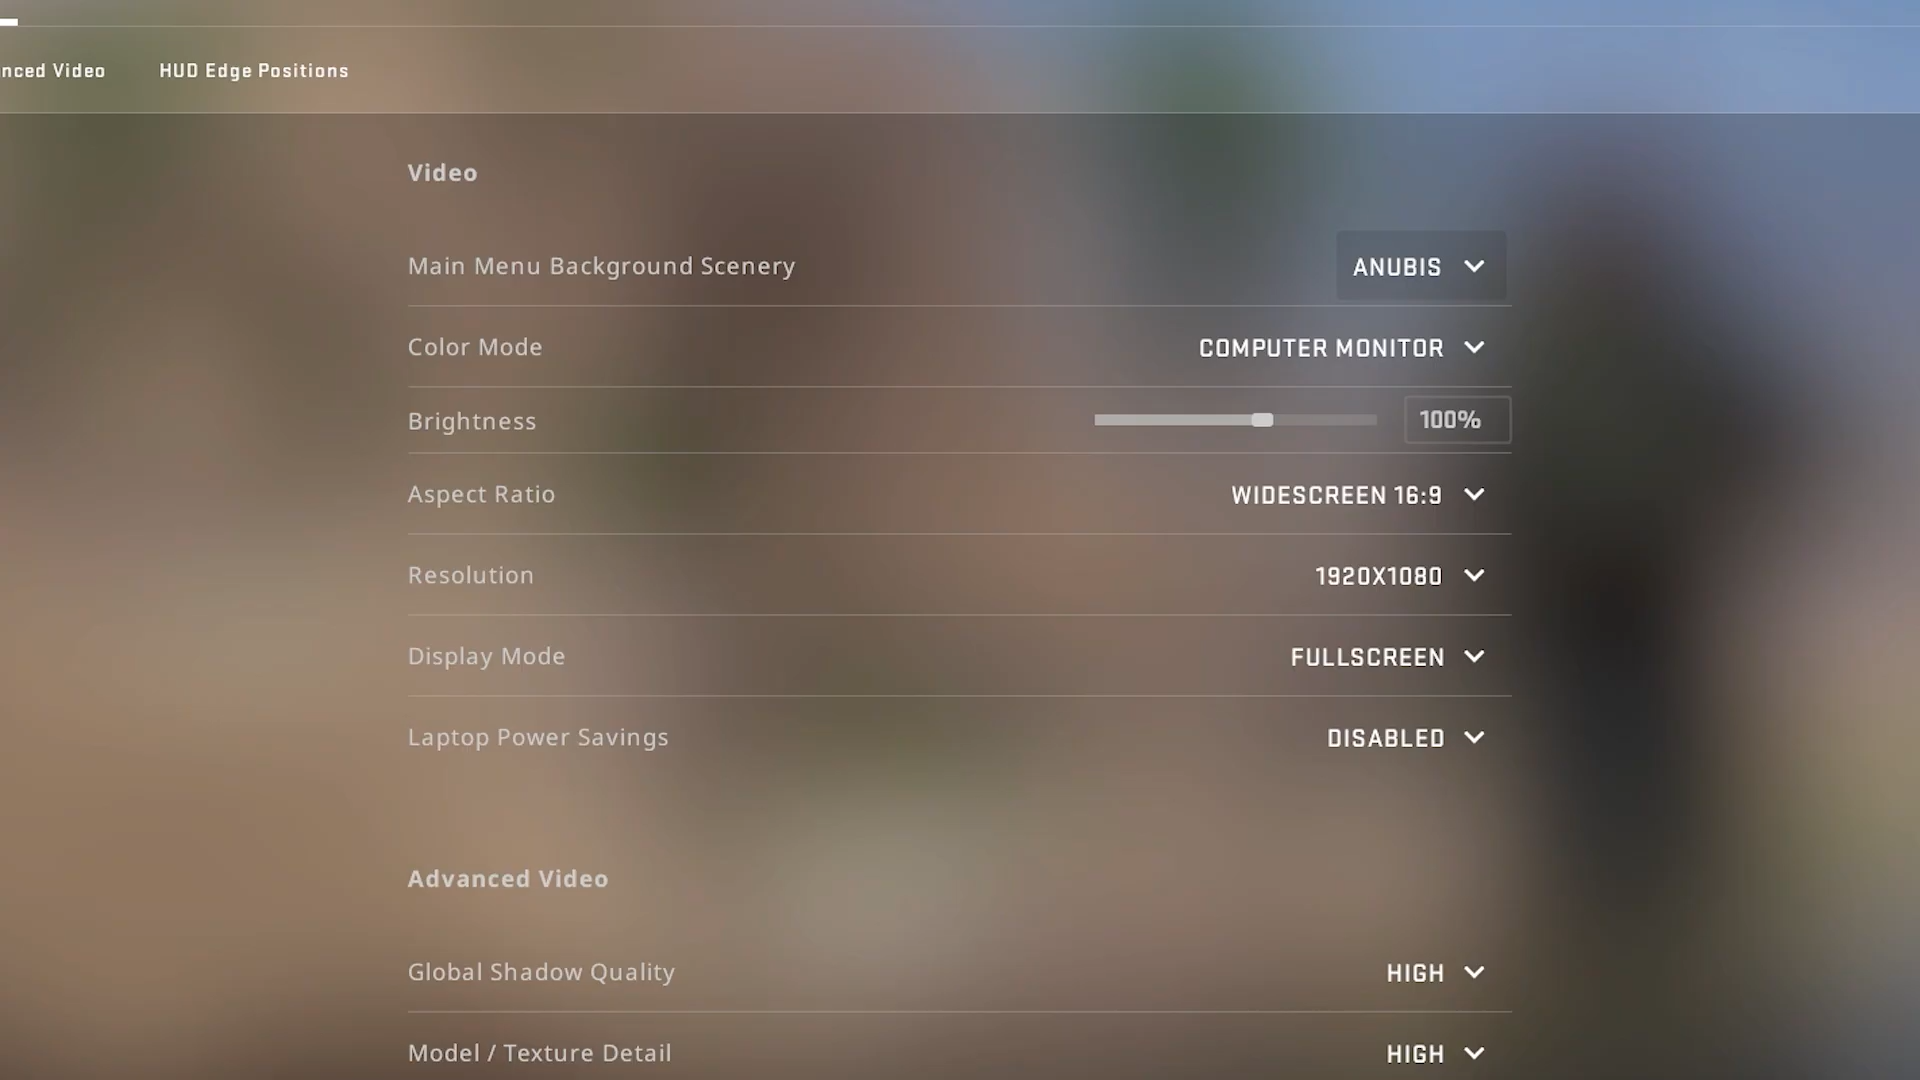 nced Video HUD Edge Positions
Video
Main Menu Background Scenery ANUBIS
Color Mode COMPUTER MONITOR
Brightness 100%
Aspect Ratio WIDESCREEN 16:9
Resolution 1920X1080
Display Mode FULLSCREEN
Laptop Power Savings DISABLED
Advanced Video
Global Shadow Quality HIGH
Model / Texture Detail HIGH